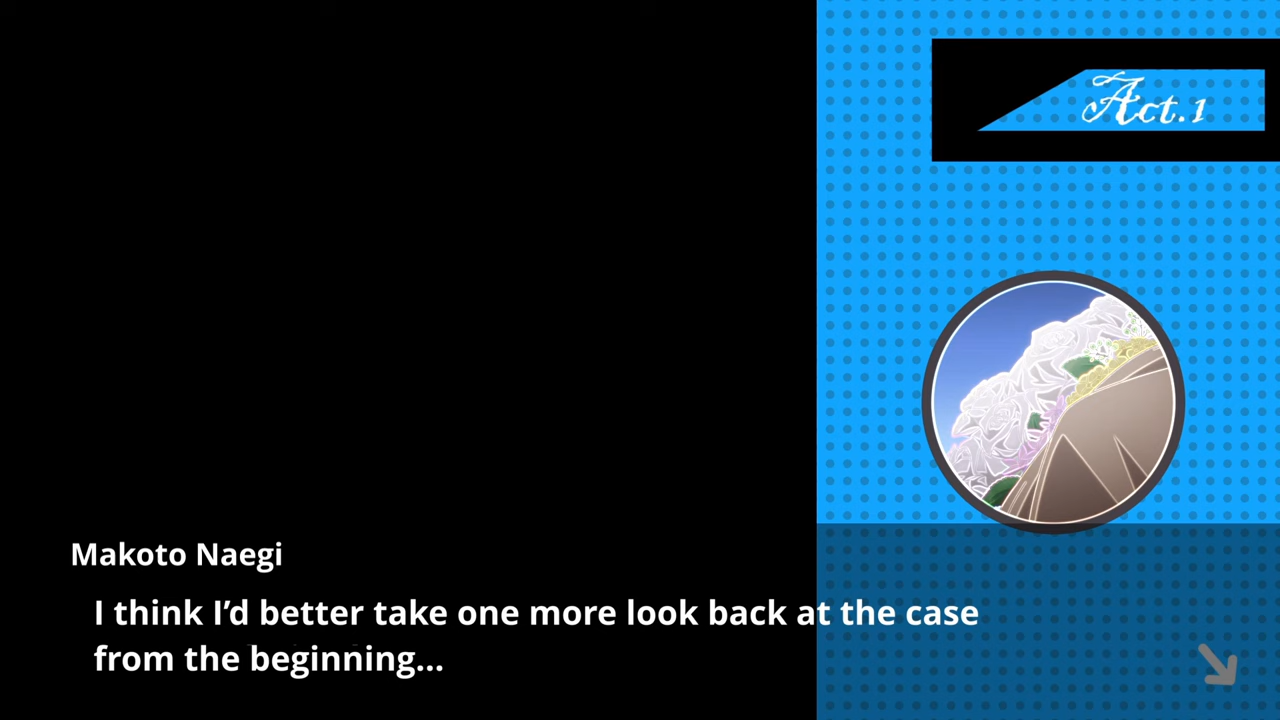 Act.1
Makoto Naegi
I think I’d better take one more look back at the case
from the beginning...